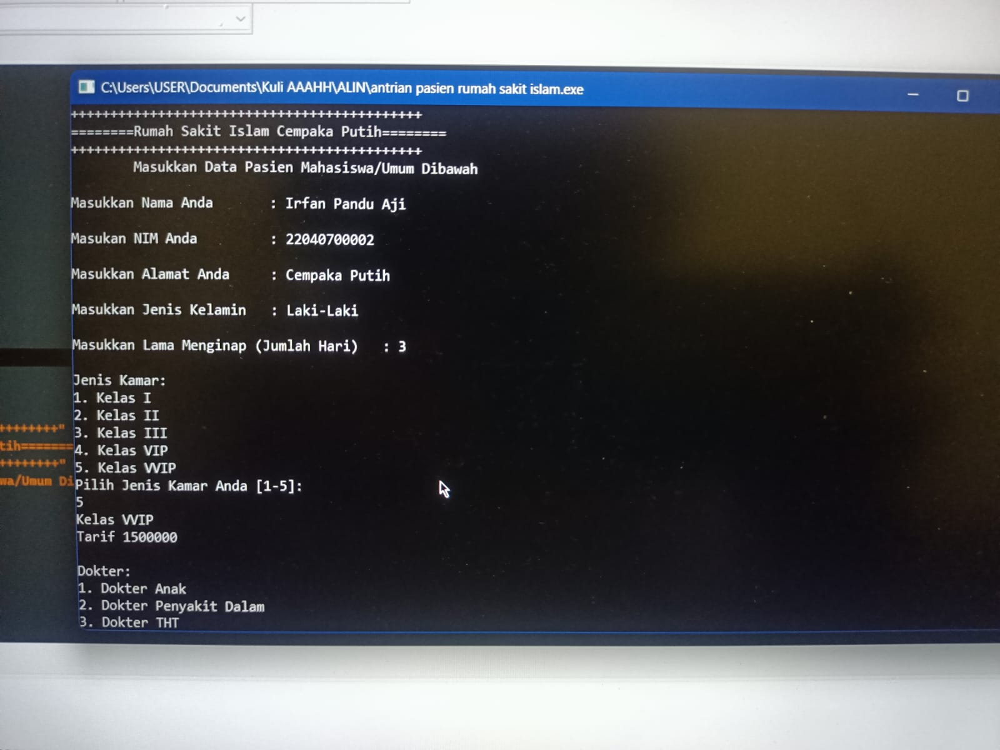 C:\Users\USER\Documents\Kuli AAAHH\ALIN\antrian pasien rumah sakit islam.exe
++++++++++++++++++++++++++++++++++++++++++++
========Rumah Sakit Islam Cempaka Putih========
++++++++++++++++++++++++++++++++++++++++++++
Masukkan Data Pasien Mahasiswa/Umum Dibawah
Masukkan Nama Anda : Irfan Pandu Aji
Masukan NIM Anda : 22040700002
Masukkan Alamat Anda : Cempaka Putih
Masukkan Jenis Kelamin : Laki-Laki
Masukkan Lama Menginap (Jumlah Hari) : 3
Jenis Kamar:
1. Kelas I
2. Kelas II
3. Kelas III
4. Kelas VIP
5. Kelas VVIP
Pilih Jenis Kamar Anda [1-5]:
5
Kelas VVIP
Tarif 1500000
Dokter:
1. Dokter Anak
2. Dokter Penyakit Dalam
3. Dokter THT
++++++++"
tih=======
++++++++"
wa/Umum Di